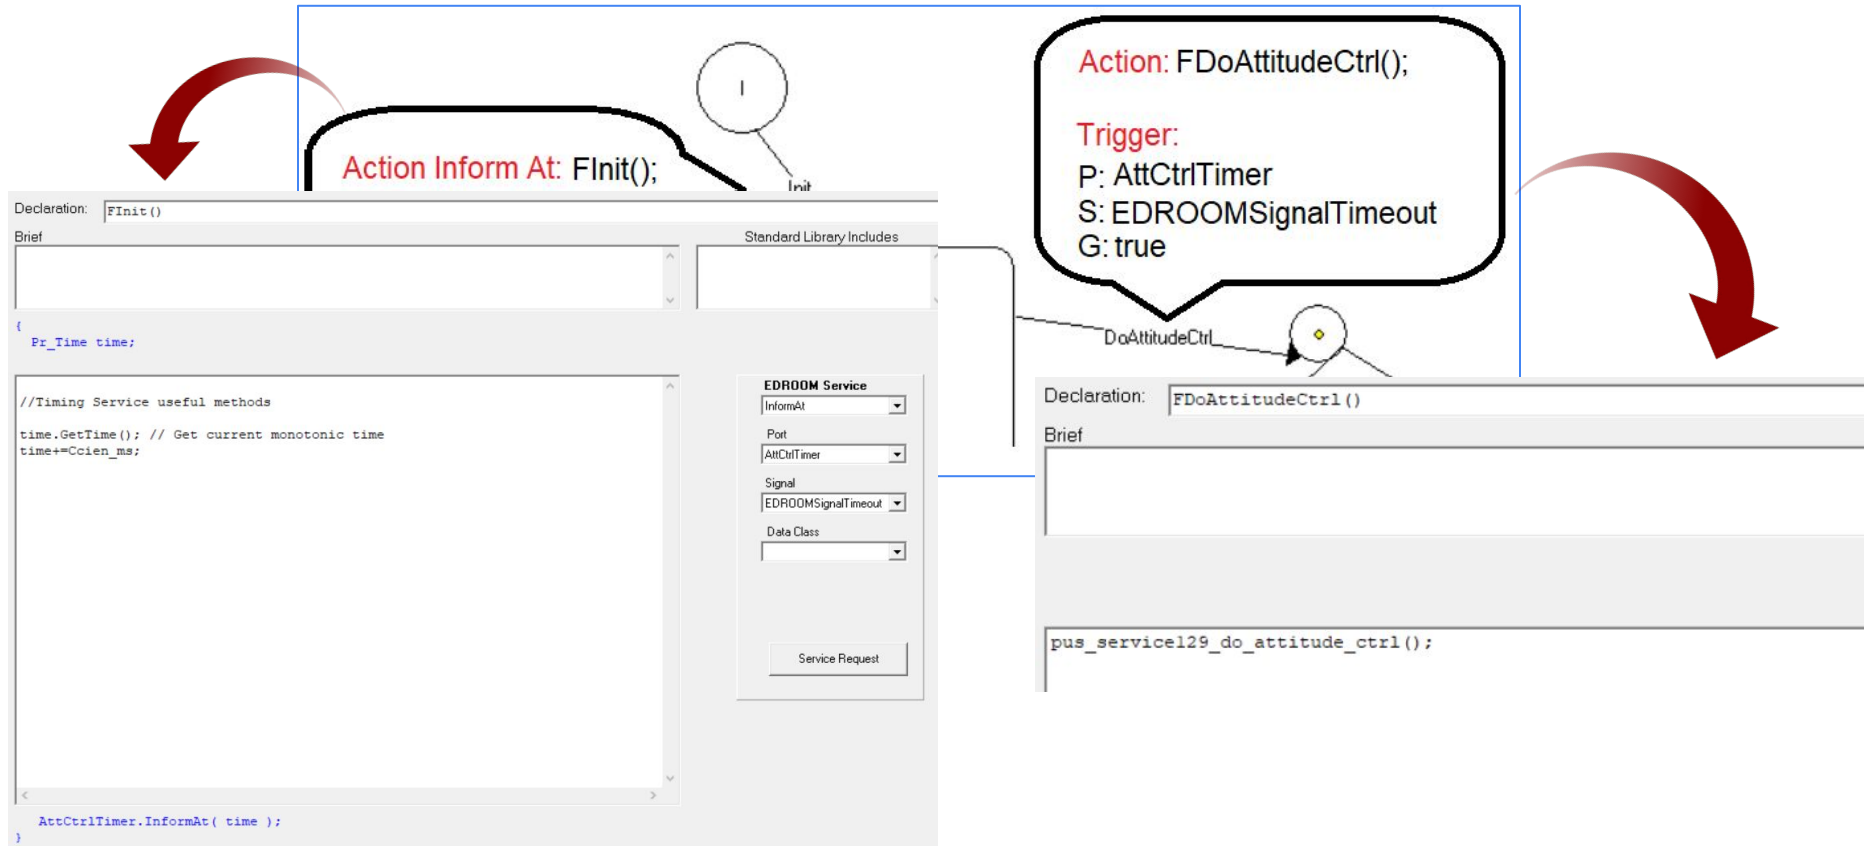 I
Init
Action Inform At: FInit();
Action: FDoAttitudeCtrl();
Trigger:
P: AttCtrlTimer
S: EDROOMSignalTimeout
G: true
DoAttitudeCtrl
Declaration: FInit()
Brief
Standard Library Includes
{
Pr_Time time;
//Timing Service useful methods
time.GetTime(); // Get current monotonic time
time+=Ccien_ms;
EDROOM Service
InformAt
Port
AttCtrlTimer
Signal
EDROOMSignalTimeout
Data Class
Service Request
AttCtrlTimer.InformAt( time );
}
Declaration: FDoAttitudeCtrl()
Brief
pus_service129_do_attitude_ctrl();